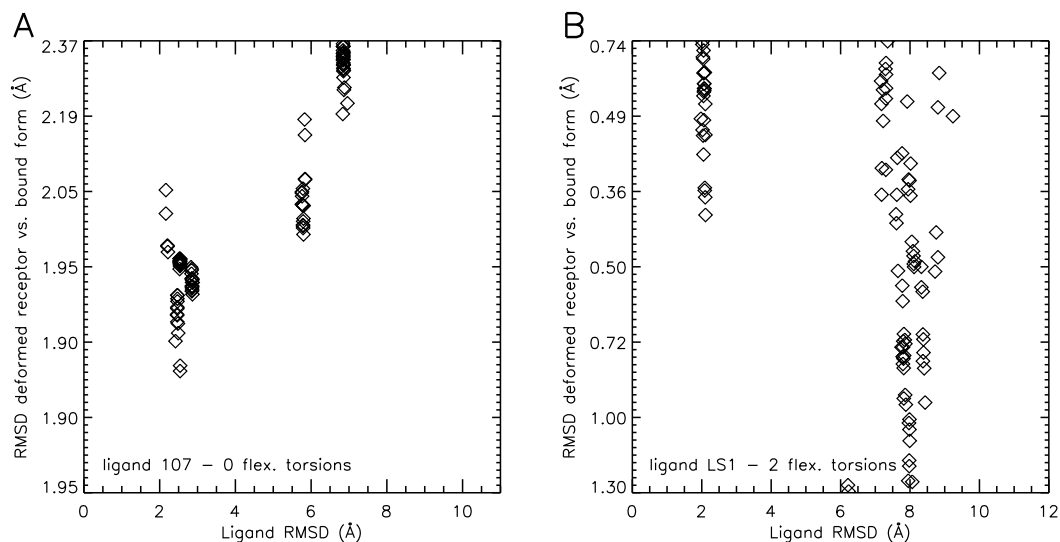 A
RMSD deformed receptor vs. bound form (Å)
2.37
2.19
2.05
1.95
1.90
1.90
1.95
ligand 107 – 0 flex. torsions
0 2 4 6 8 10
Ligand RMSD (Å)
B
RMSD deformed receptor vs. bound form (Å)
0.74
0.49
0.36
0.50
0.72
1.00
1.30
ligand LS1 – 2 flex. torsions
0 2 4 6 8 10 12
Ligand RMSD (Å)